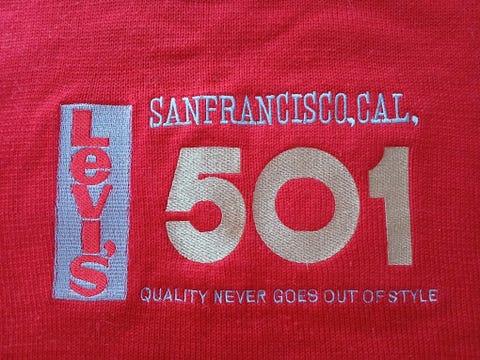 Levi's
SANFRANCISCO,CAL,
501
QUALITY NEVER GOES OUT OF STYLE